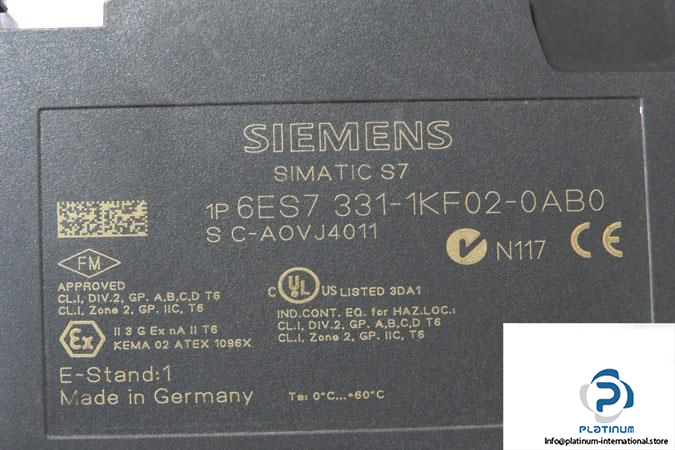 SIEMENS
SIMATIC S7
1P 6ES7 331-1KF02-0AB0
S C-A0VJ4011
N117 CE
FM
APPROVED
CL.I, DIV.2, GP. A,B,C,D T6
CL.I, Zone 2, GP. IIC, T6
Ex
II 3 G Ex nA II T6
KEMA 02 ATEX 1096X
C UL US LISTED 3DA1
IND.CONT. EQ. for HAZ.LOC.:
CL.I, DIV.2, GP. A,B,C,D T6
CL.I, Zone 2, GP. IIC, T6
E-Stand:1
Made in Germany
Ta: 0°C...+60°C
PLATINUM
Info@platinum-international.store